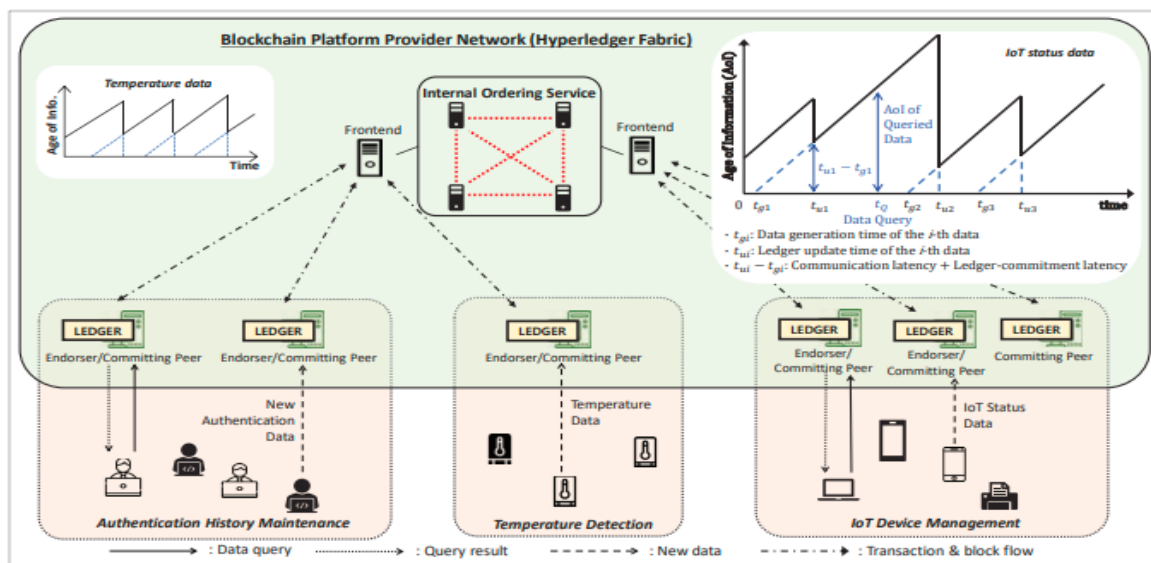 Blockchain Platform Provider Network (Hyperledger Fabric)
Temperature data
Age of Info.
Time
Internal Ordering Service
Frontend
Frontend
IoT status data
Age of Information (AoI)
AoI of
Queried
Data
t_u1 − t_g1
0 t_g1 t_u1 t_Q t_g2 t_u2 t_g3 t_u3 time
Data Query
- t_gi: Data generation time of the i-th data
- t_ui: Ledger update time of the i-th data
- t_ui − t_gi: Communication latency + Ledger-commitment latency
LEDGER
Endorser/Committing Peer
LEDGER
Endorser/Committing Peer
LEDGER
Endorser/Committing Peer
LEDGER
Endorser/
Committing Peer
LEDGER
Endorser/
Committing Peer
LEDGER
Committing Peer
New
Authentication
Data
Temperature
Data
IoT Status
Data
Authentication History Maintenance
Temperature Detection
IoT Device Management
: Data query
: Query result
: New data
: Transaction & block flow